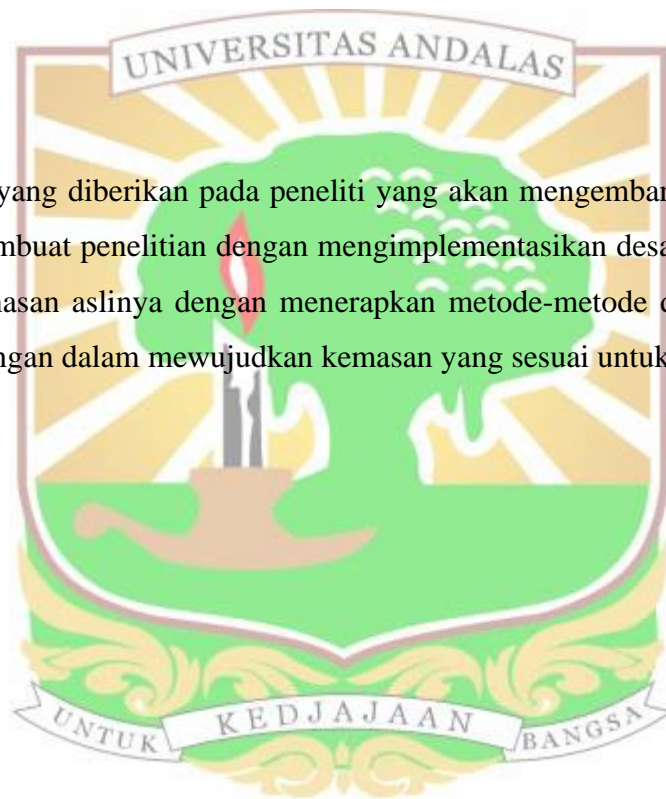 UNIVERSITAS ANDALAS
yang diberikan pada peneliti yang akan mengembar
mbuat penelitian dengan mengimplementasikan desa
nasan aslinya dengan menerapkan metode-metode d
ngan dalam mewujudkan kemasan yang sesuai untuk
UNTUK KEDJAJAAN BANGSA